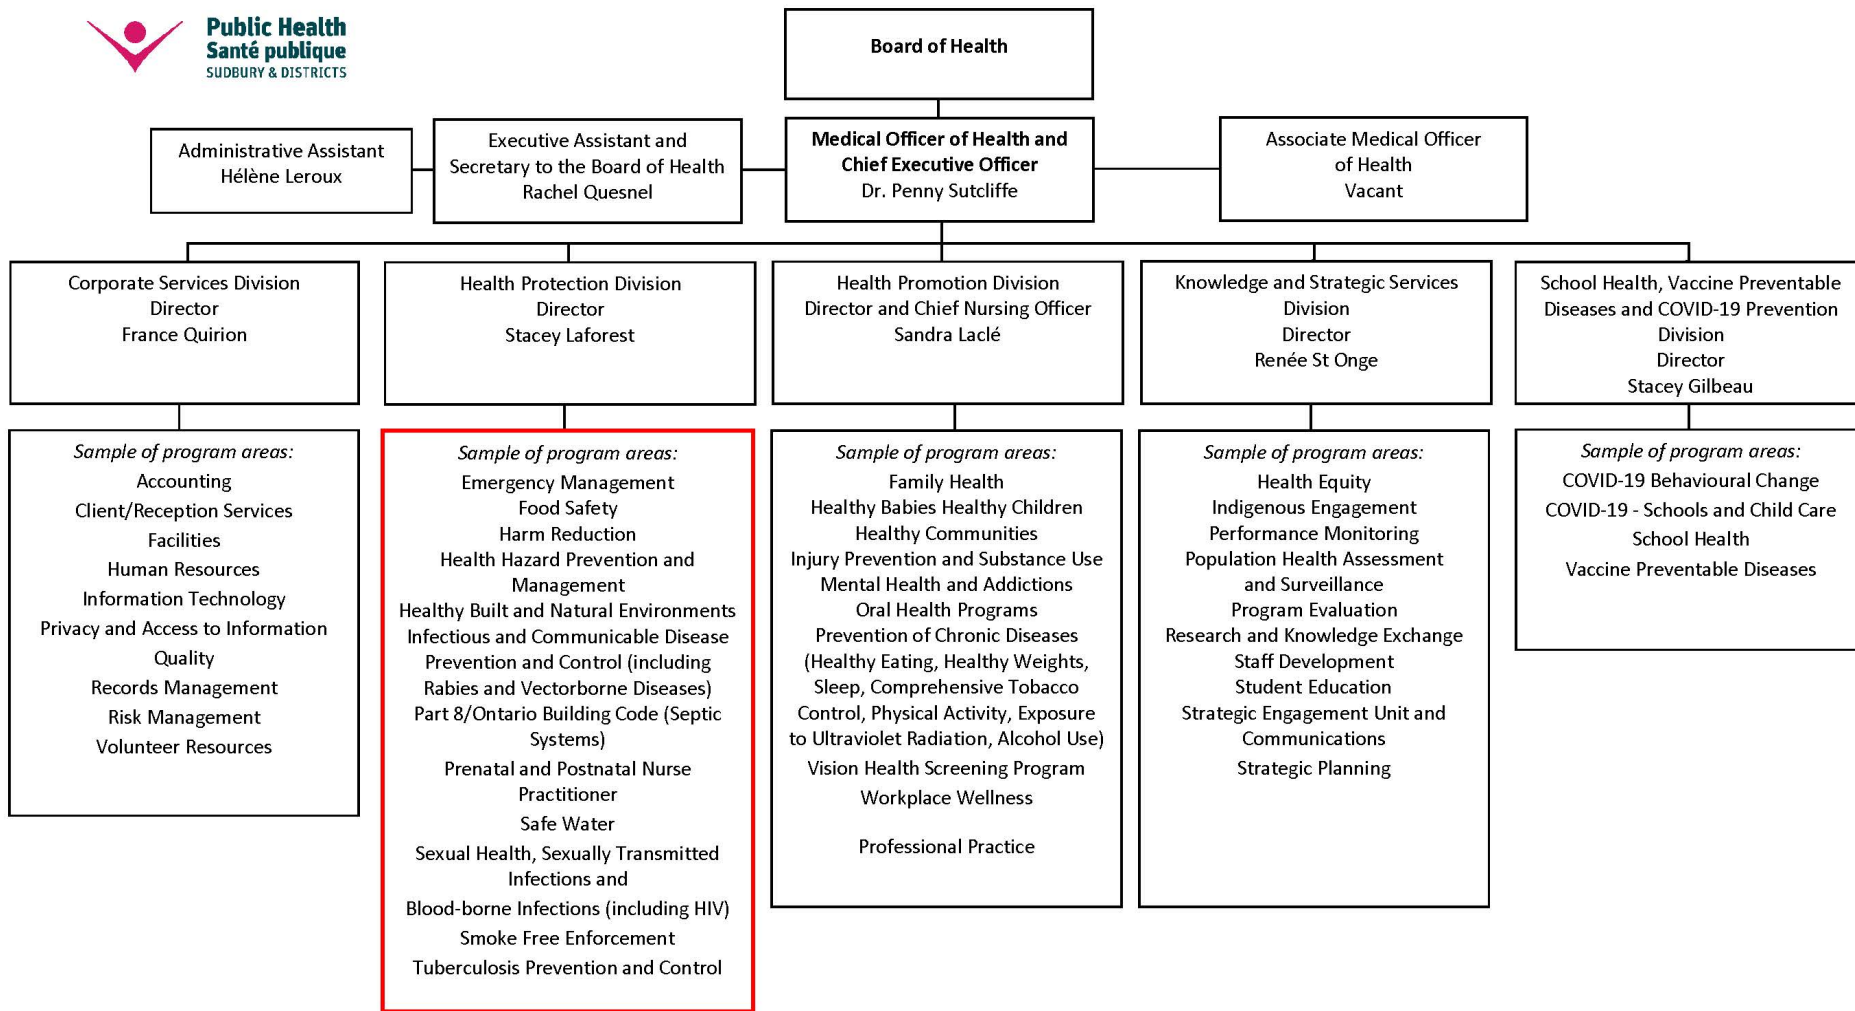 Public Health
Santé publique
SUDBURY & DISTRICTS
Board of Health
Administrative Assistant
Hélène Leroux
Executive Assistant and
Secretary to the Board of Health
Rachel Quesnel
Medical Officer of Health and
Chief Executive Officer
Dr. Penny Sutcliffe
Associate Medical Officer
of Health
Vacant
Corporate Services Division
Director
France Quirion
Health Protection Division
Director
Stacey Laforest
Health Promotion Division
Director and Chief Nursing Officer
Sandra Laclé
Knowledge and Strategic Services
Division
Director
Renée St Onge
School Health, Vaccine Preventable
Diseases and COVID-19 Prevention
Division
Director
Stacey Gilbeau
Sample of program areas:
Accounting
Client/Reception Services
Facilities
Human Resources
Information Technology
Privacy and Access to Information
Quality
Records Management
Risk Management
Volunteer Resources
Sample of program areas:
Emergency Management
Food Safety
Harm Reduction
Health Hazard Prevention and
Management
Healthy Built and Natural Environments
Infectious and Communicable Disease
Prevention and Control (including
Rabies and Vectorborne Diseases)
Part 8/Ontario Building Code (Septic
Systems)
Prenatal and Postnatal Nurse
Practitioner
Safe Water
Sexual Health, Sexually Transmitted
Infections and
Blood-borne Infections (including HIV)
Smoke Free Enforcement
Tuberculosis Prevention and Control
Sample of program areas:
Family Health
Healthy Babies Healthy Children
Healthy Communities
Injury Prevention and Substance Use
Mental Health and Addictions
Oral Health Programs
Prevention of Chronic Diseases
(Healthy Eating, Healthy Weights,
Sleep, Comprehensive Tobacco
Control, Physical Activity, Exposure
to Ultraviolet Radiation, Alcohol Use)
Vision Health Screening Program
Workplace Wellness
Professional Practice
Sample of program areas:
Health Equity
Indigenous Engagement
Performance Monitoring
Population Health Assessment
and Surveillance
Program Evaluation
Research and Knowledge Exchange
Staff Development
Student Education
Strategic Engagement Unit and
Communications
Strategic Planning
Sample of program areas:
COVID-19 Behavioural Change
COVID-19 - Schools and Child Care
School Health
Vaccine Preventable Diseases